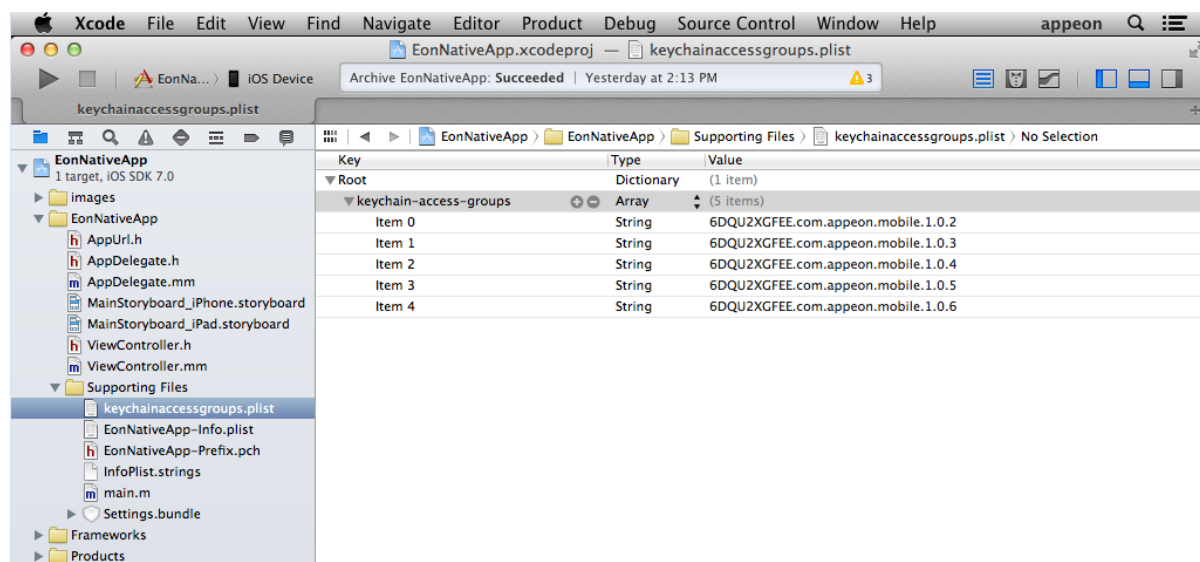 Xcode File Edit View Find Navigate Editor Product Debug Source Control Window Help appeon
EonNativeApp.xcodeproj — keychainaccessgroups.plist
EonNa... iOS Device Archive EonNativeApp: Succeeded | Yesterday at 2:13 PM 3
keychainaccessgroups.plist
EonNativeApp EonNativeApp Supporting Files keychainaccessgroups.plist No Selection
EonNativeApp
1 target, iOS SDK 7.0
images
EonNativeApp
AppUrl.h
AppDelegate.h
AppDelegate.mm
MainStoryboard_iPhone.storyboard
MainStoryboard_iPad.storyboard
ViewController.h
ViewController.mm
Supporting Files
keychainaccessgroups.plist
EonNativeApp-Info.plist
EonNativeApp-Prefix.pch
InfoPlist.strings
main.m
Settings.bundle
Frameworks
Products
Key Type Value
Root Dictionary (1 item)
keychain-access-groups Array (5 items)
Item 0 String 6DQU2XGFEE.com.appeon.mobile.1.0.2
Item 1 String 6DQU2XGFEE.com.appeon.mobile.1.0.3
Item 2 String 6DQU2XGFEE.com.appeon.mobile.1.0.4
Item 3 String 6DQU2XGFEE.com.appeon.mobile.1.0.5
Item 4 String 6DQU2XGFEE.com.appeon.mobile.1.0.6